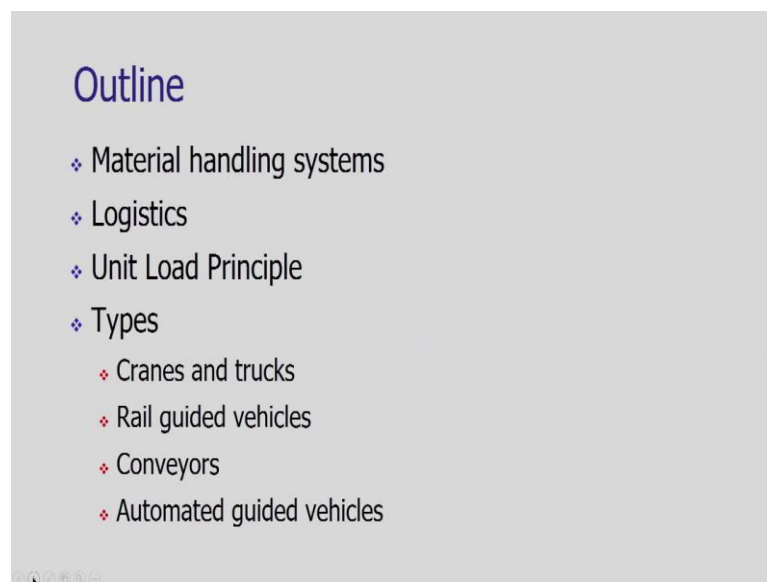 Outline
Material handling systems
Logistics
Unit Load Principle
Types
Cranes and trucks
Rail guided vehicles
Conveyors
Automated guided vehicles